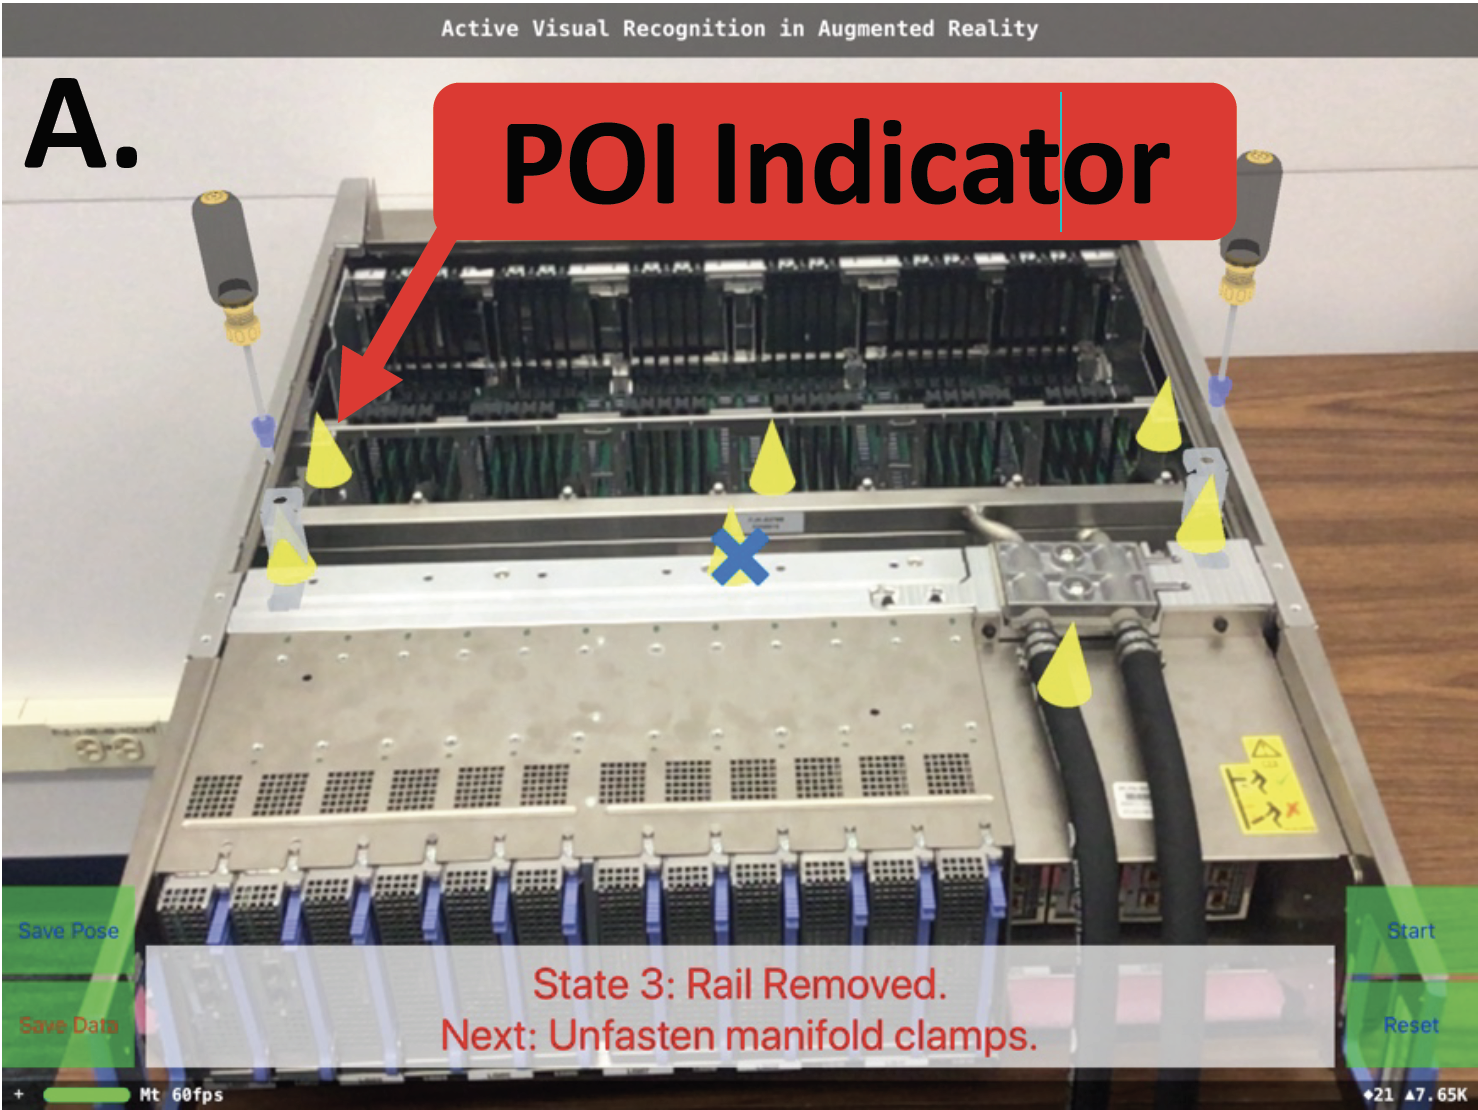 Active Visual Recognition in Augmented Reality
A.
POI Indicator
Save Pose
Start
State 3: Rail Removed.
Save Data
Next: Unfasten manifold clamps.
Reset
+ Mt 60fps
◆21 ▲7.65K